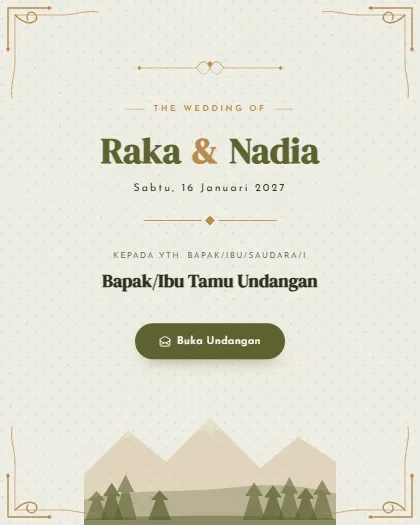 THE WEDDING OF
Raka & Nadia
Sabtu, 16 Januari 2027
KEPADA YTH. BAPAK/IBU/SAUDARA/I.
Bapak/Ibu Tamu Undangan
Buka Undangan